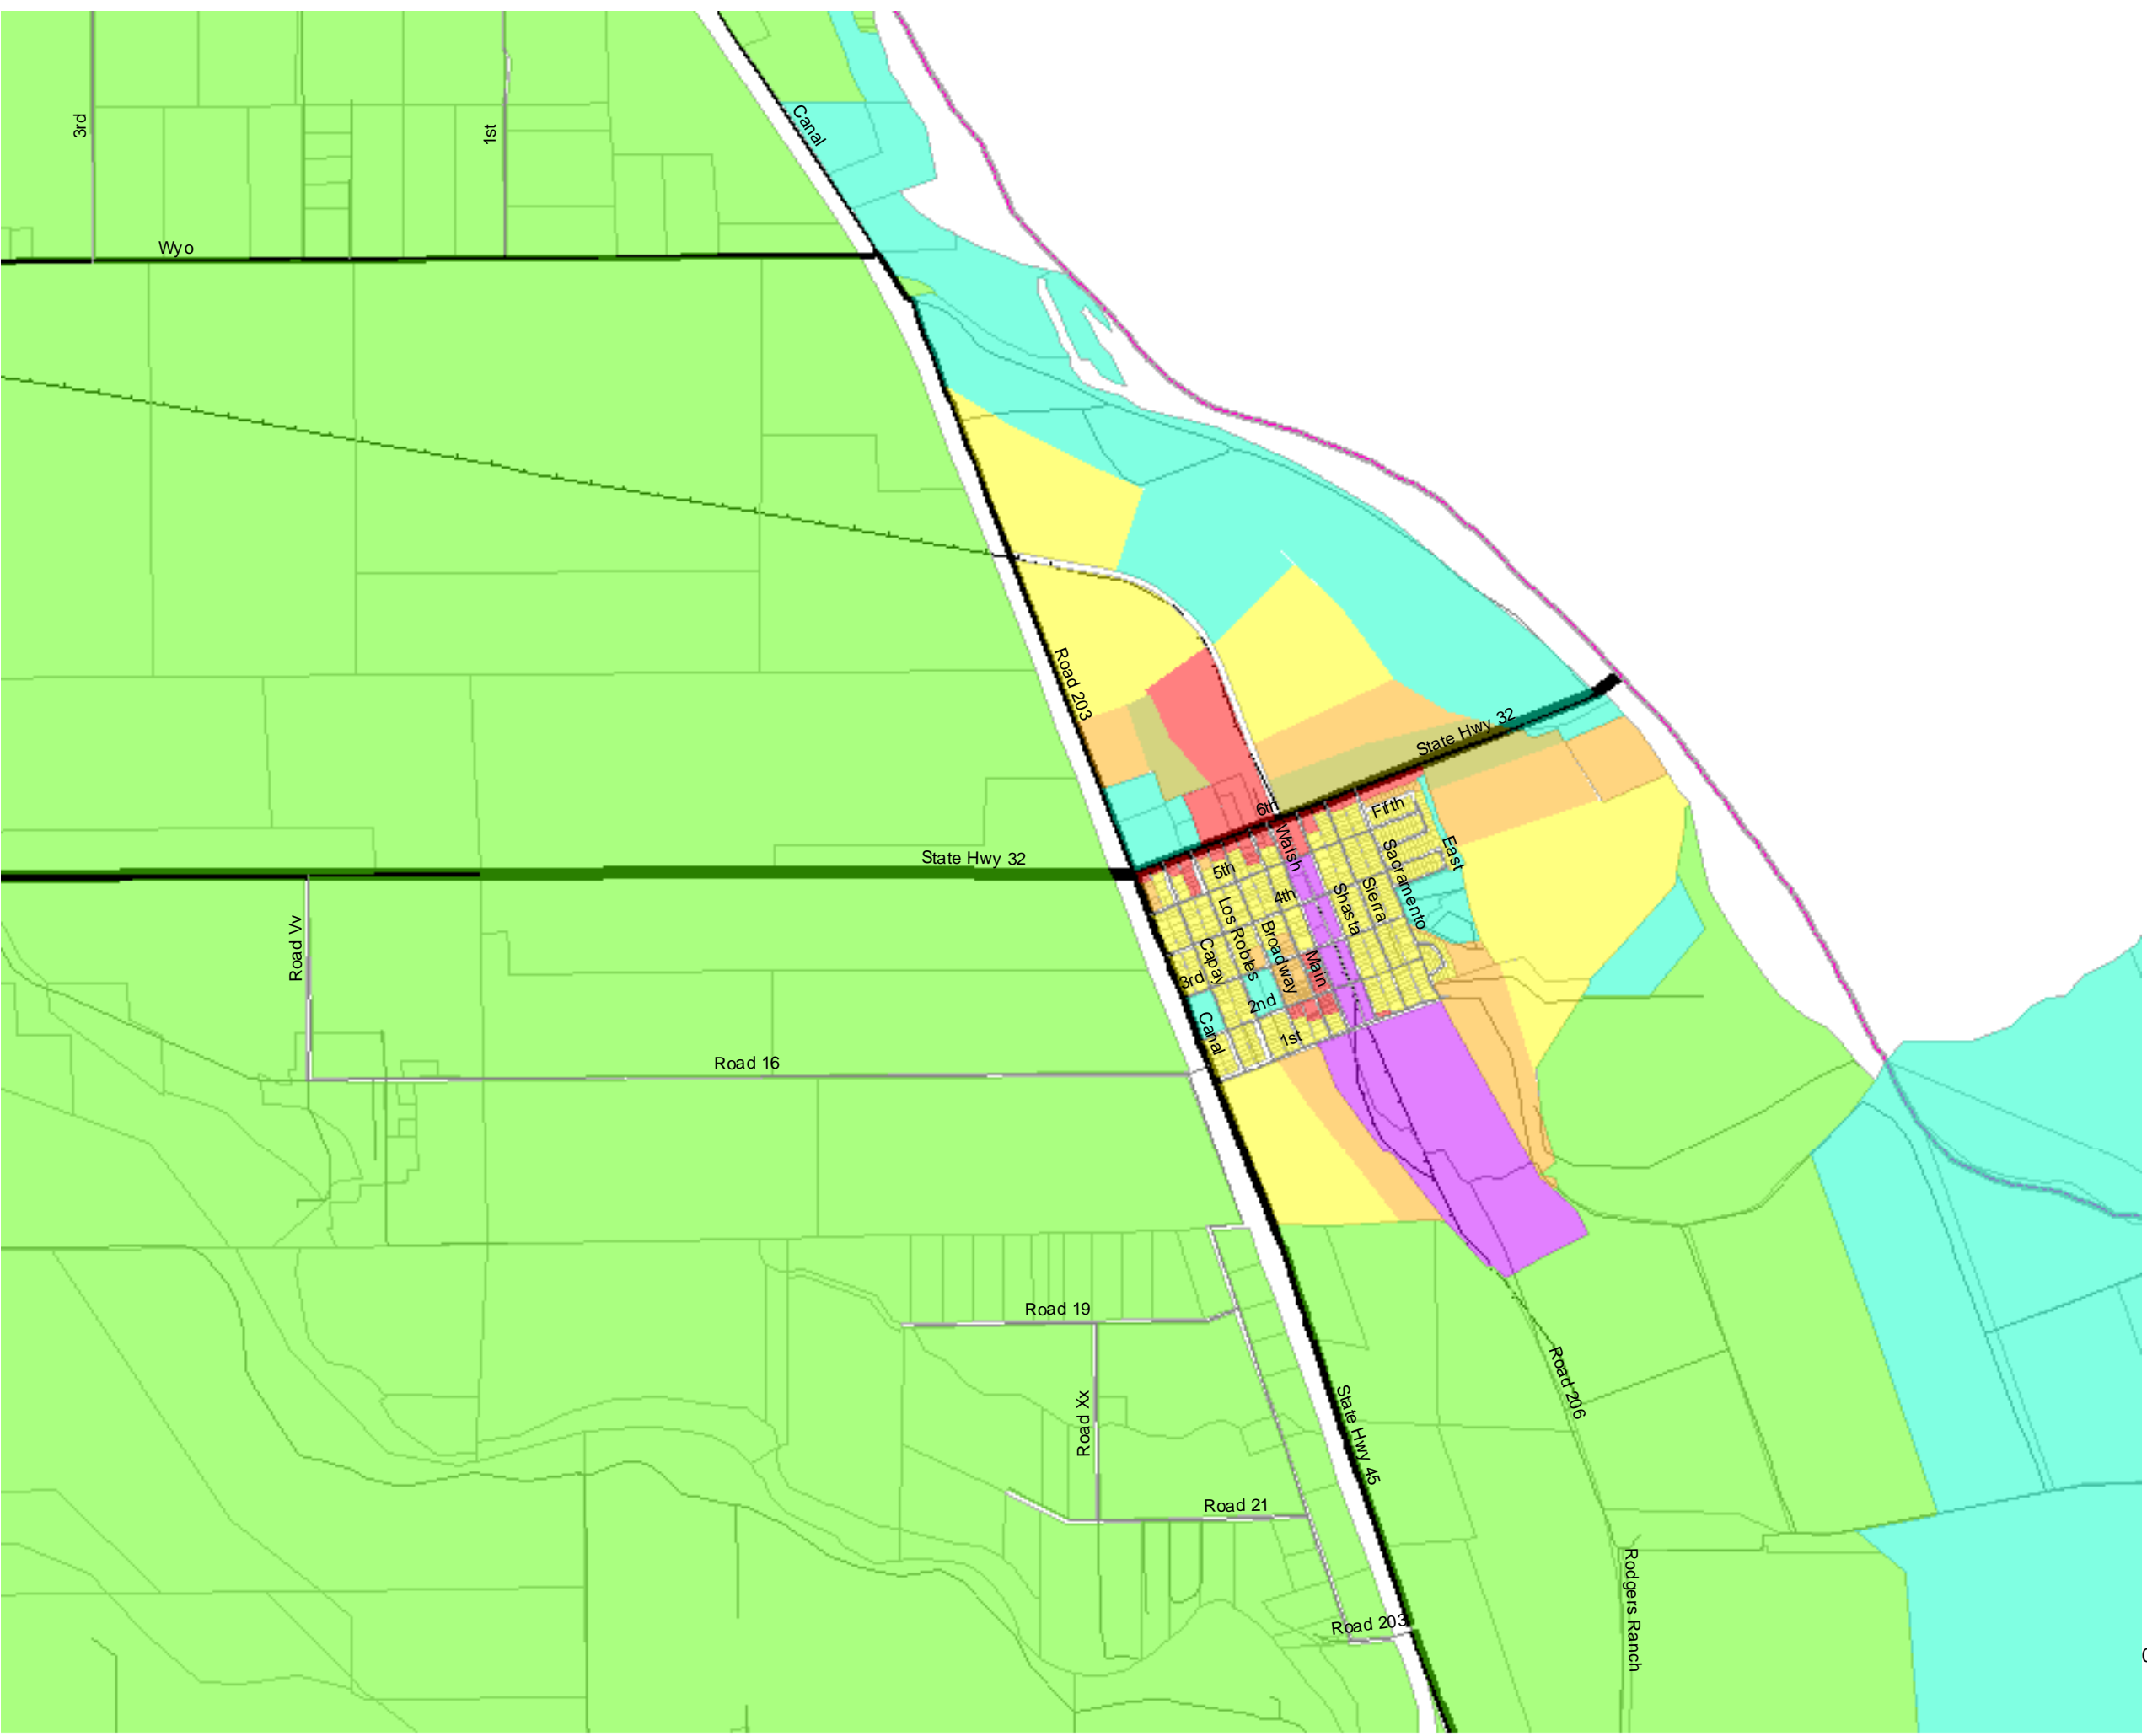 3rd
1st
Canal
Wyo
Road 203
State Hwy 32
6th
Fifth
Walsh
East
Sacramento
State Hwy 32
5th
4th
Sierra
Shasta
Los Robles
Broadway
Road Vv
Capay
Main
3rd
2nd
Canal
1st
Road 16
Road 19
Road Xx
Road 206
State Hwy 45
Road 21
Rodgers Ranch
Road 203